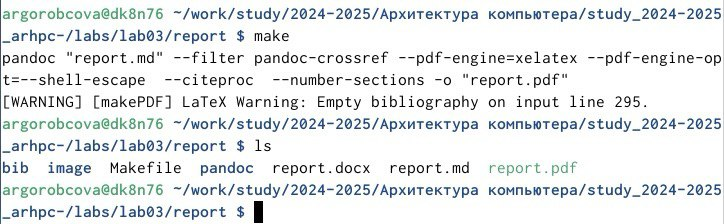 argorobcova@dk8n76 ~/work/study/2024-2025/Архитектура компьютера/study_2024-2025
_arhpc-/labs/lab03/report $ make
pandoc "report.md" --filter pandoc-crossref --pdf-engine=xelatex --pdf-engine-op
t=--shell-escape  --citeproc  --number-sections -o "report.pdf"
[WARNING] [makePDF] LaTeX Warning: Empty bibliography on input line 295.
argorobcova@dk8n76 ~/work/study/2024-2025/Архитектура компьютера/study_2024-2025
_arhpc-/labs/lab03/report $ ls
bib  image  Makefile  pandoc  report.docx  report.md  report.pdf
argorobcova@dk8n76 ~/work/study/2024-2025/Архитектура компьютера/study_2024-2025
_arhpc-/labs/lab03/report $